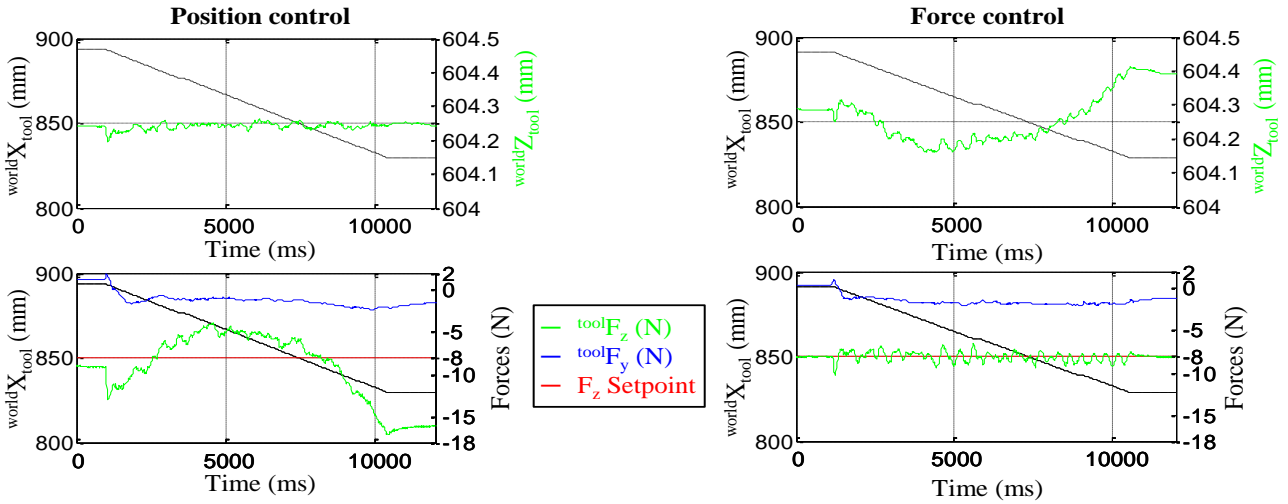 Position control
900
850
800
worldXtool (mm)
604.5
604.4
604.3
604.2
604.1
604
worldZtool (mm)
0
5000
10000
Time (ms)
Force control
900
850
800
worldXtool (mm)
604.5
604.4
604.3
604.2
604.1
604
worldZtool (mm)
0
5000
10000
Time (ms)
900
850
800
worldXtool (mm)
2
0
-5
-8
-10
-15
-18
Forces (N)
0
5000
10000
Time (ms)
toolFz (N)
toolFy (N)
Fz Setpoint
900
850
800
worldXtool (mm)
2
0
-5
-8
-10
-15
-18
Forces (N)
0
5000
10000
Time (ms)